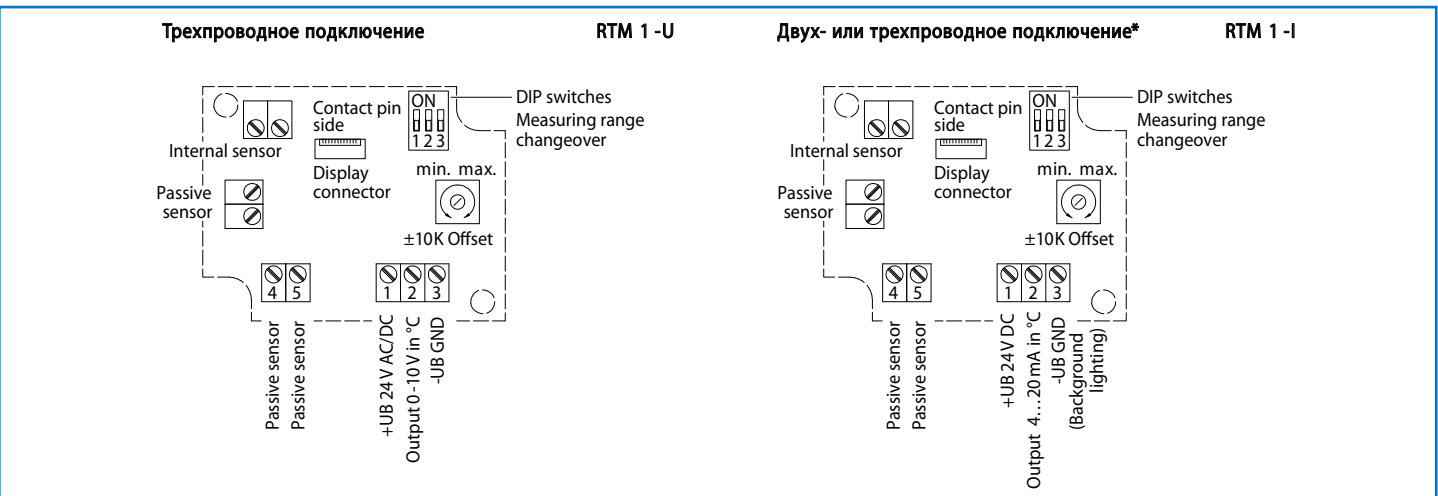 Трехпроводное подключение
RTM 1 -U
Contact pin
side
ON
1 2 3
DIP switches
Measuring range
changeover
Internal sensor
Display
connector
min. max.
Passive
sensor
±10K Offset
4 5
1 2 3
Passive sensor
Passive sensor
+UB 24 V AC/DC
Output 0 -10 V in °C
-UB GND
Двух- или трехпроводное подключение*
RTM 1 -I
Contact pin
side
ON
1 2 3
DIP switches
Measuring range
changeover
Internal sensor
Display
connector
min. max.
Passive
sensor
±10K Offset
4 5
1 2 3
Passive sensor
Passive sensor
+UB 24V DC
Output 4...20mA in °C
-UB GND
(Background
lighting)